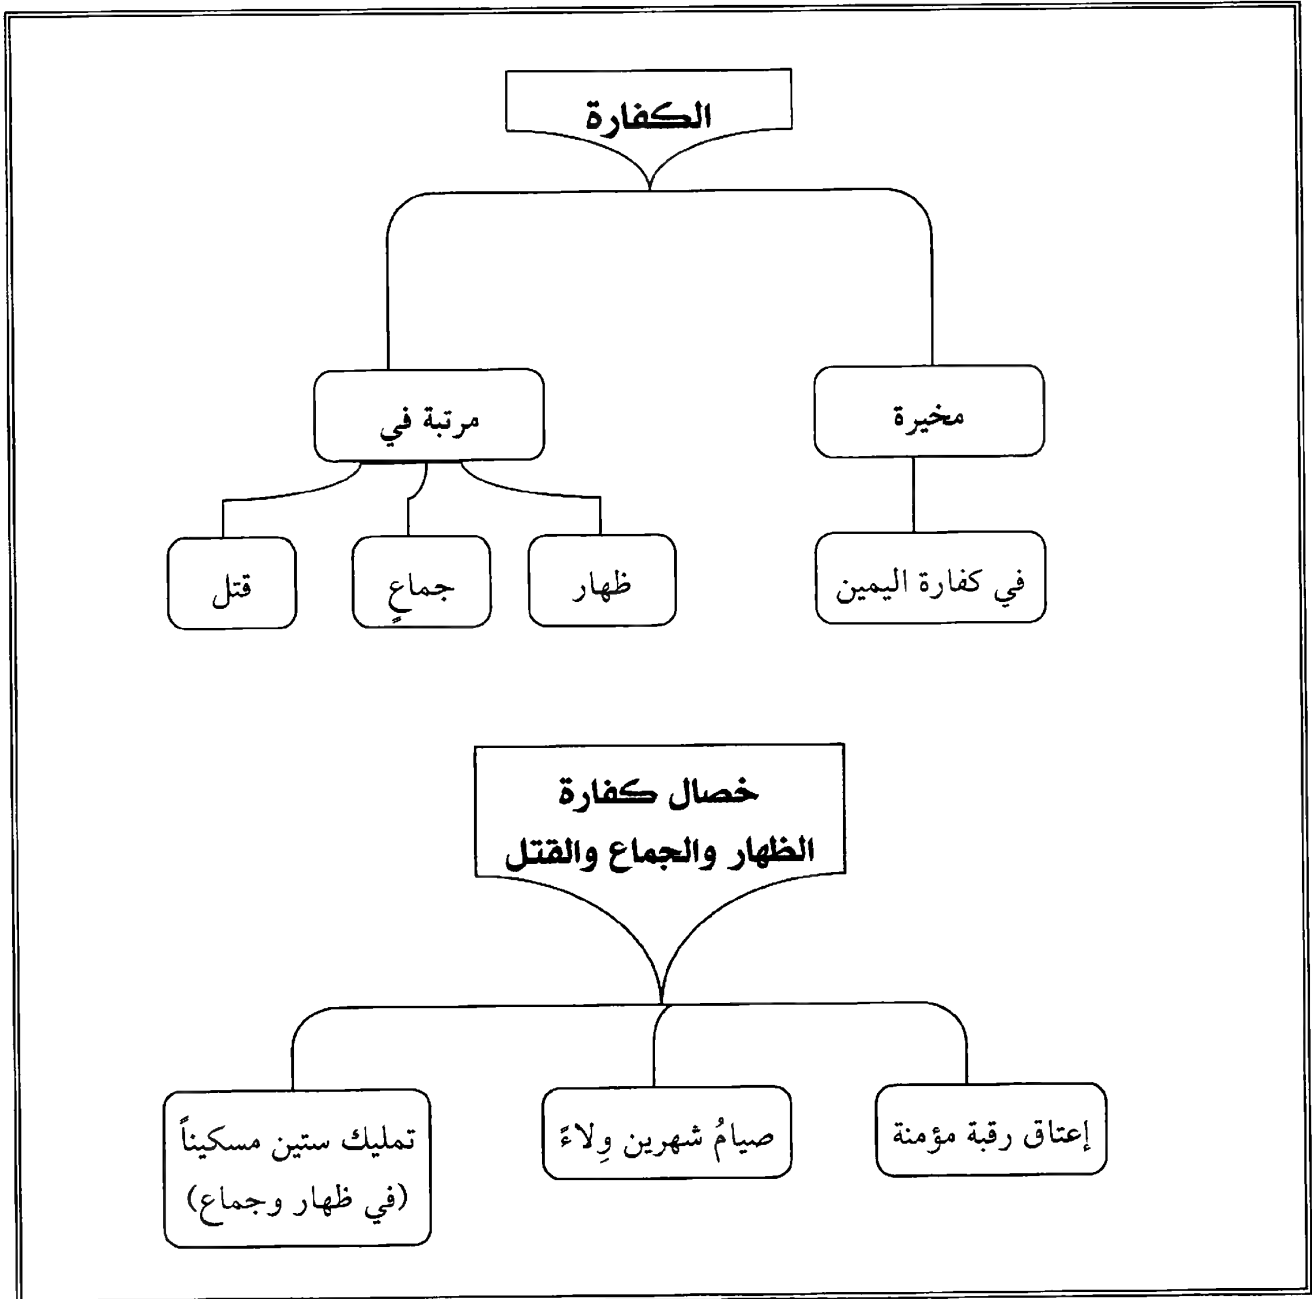 الكفارة
مخيرة
مرتبة في
في كفارة اليمين
ظهار
جماعٍ
قتل
خصال كفارة
الظهار والجماع والقتل
إعتاق رقبة مؤمنة
صيامُ شهرين وِلاءً
تمليك ستين مسكيناً
(في ظهار وجماع)